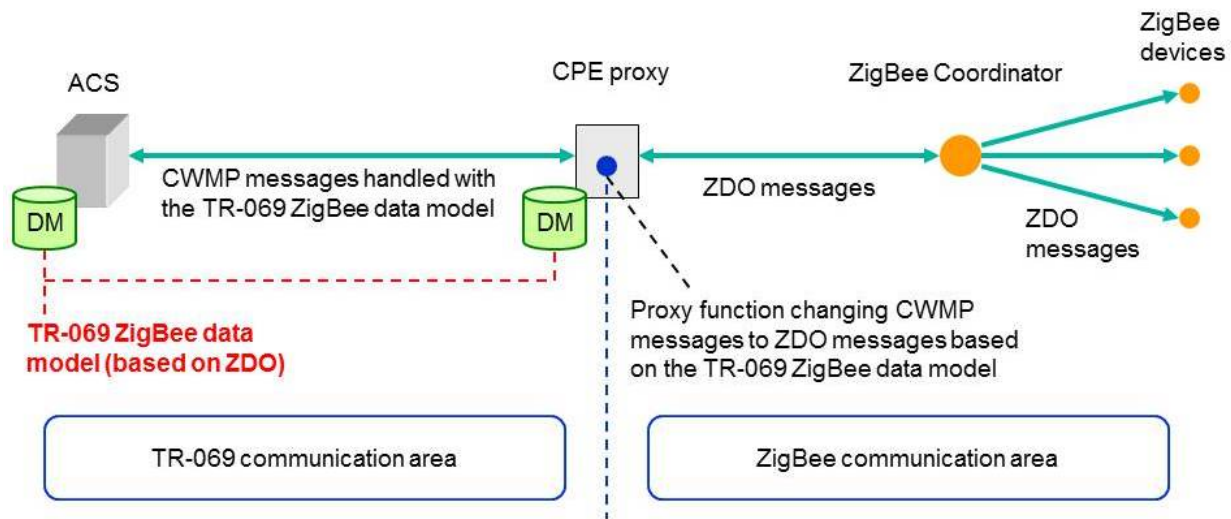 ZigBee
devices
CPE proxy
ZigBee Coordinator
ACS
CWMP messages handled with
the TR-069 ZigBee data model
ZDO messages
DM
DM
ZDO
messages
TR-069 ZigBee data
model (based on ZDO)
Proxy function changing CWMP
messages to ZDO messages based
on the TR-069 ZigBee data model
TR-069 communication area
ZigBee communication area